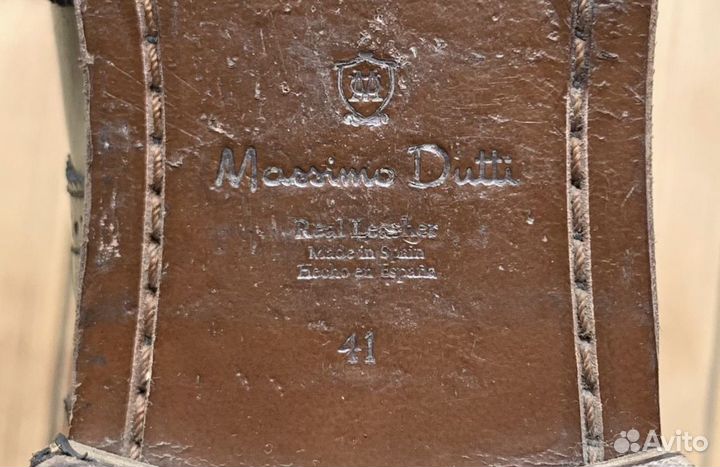 Massimo Dutti
Real Leather
Made in Spain
Hecho en España
41
Avito